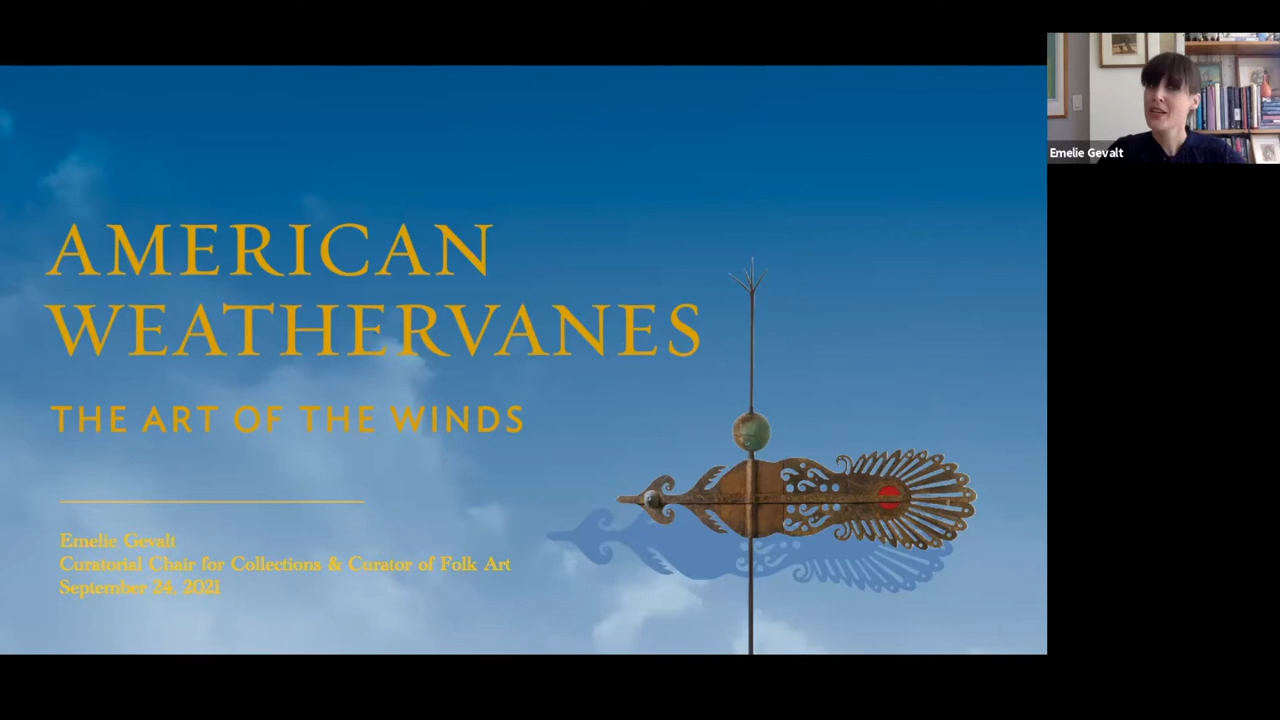 AMERICAN
WEATHERVANES
THE ART OF THE WINDS
Emelie Gevalt
Curatorial Chair for Collections & Curator of Folk Art
September 24, 2021
Emelie Gevalt